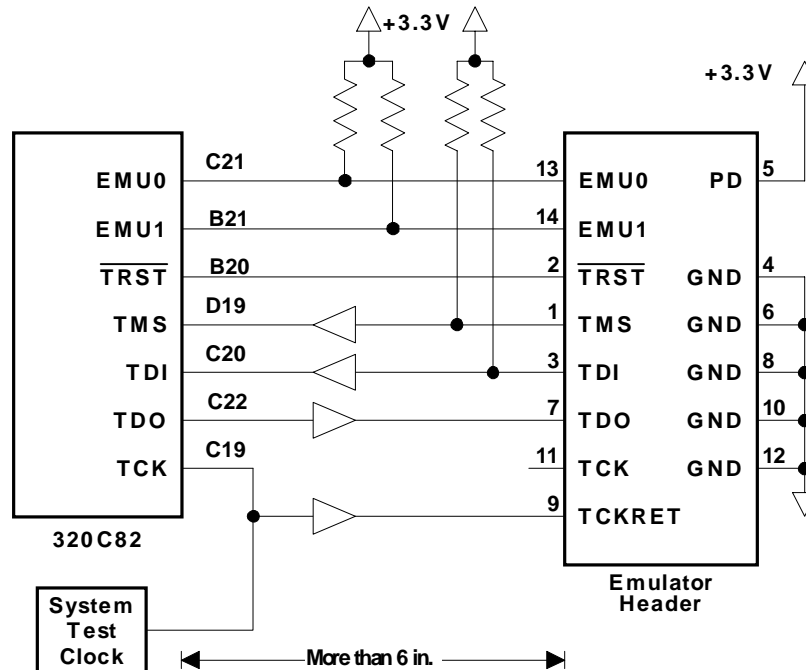 +3.3V
+3.3V
C21 13 5
EMU0 EMU0 PD
B21 14
EMU1 EMU1
B20 2 4
TRST TRST GND
D19 1 6
TMS TMS GND
C20 3 8
TDI TDI GND
C22 7 10
TDO TDO GND
C19 11 12
TCK TCK GND
9
TCKRET
320C82
Emulator
Header
System
Test
Clock
More than 6 in.